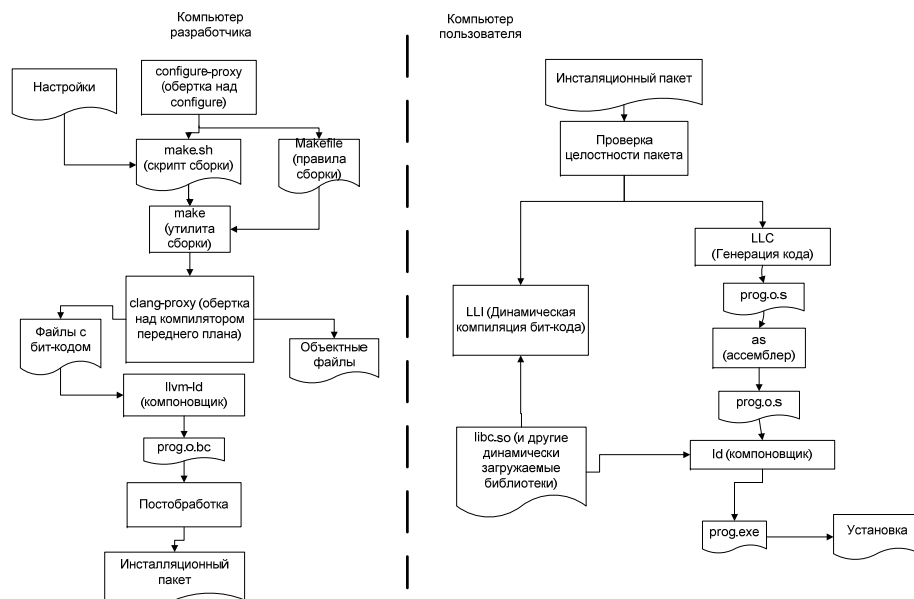 Компьютер
разработчика
Компьютер
пользователя
Настройки
configure-proxy
(обертка над
configure)
make.sh
(скрипт сборки)
Makefile
(правила
сборки)
make
(утилита
сборки)
clang-proxy (обертка
над компилятором
переднего плана)
Файлы с
бит-кодом
Объектные
файлы
llvm-ld
(компоновщик)
prog.o.bc
Постобработка
Инсталляционный
пакет
Инсталяционный пакет
Проверка
целостности пакета
LLI (Динамическая
компиляция бит-кода)
LLC
(Генерация кода)
prog.o.s
as
(ассемблер)
prog.o.s
libc.so (и другие
динамически
загружаемые
библиотеки)
ld (компоновщик)
prog.exe
Установка